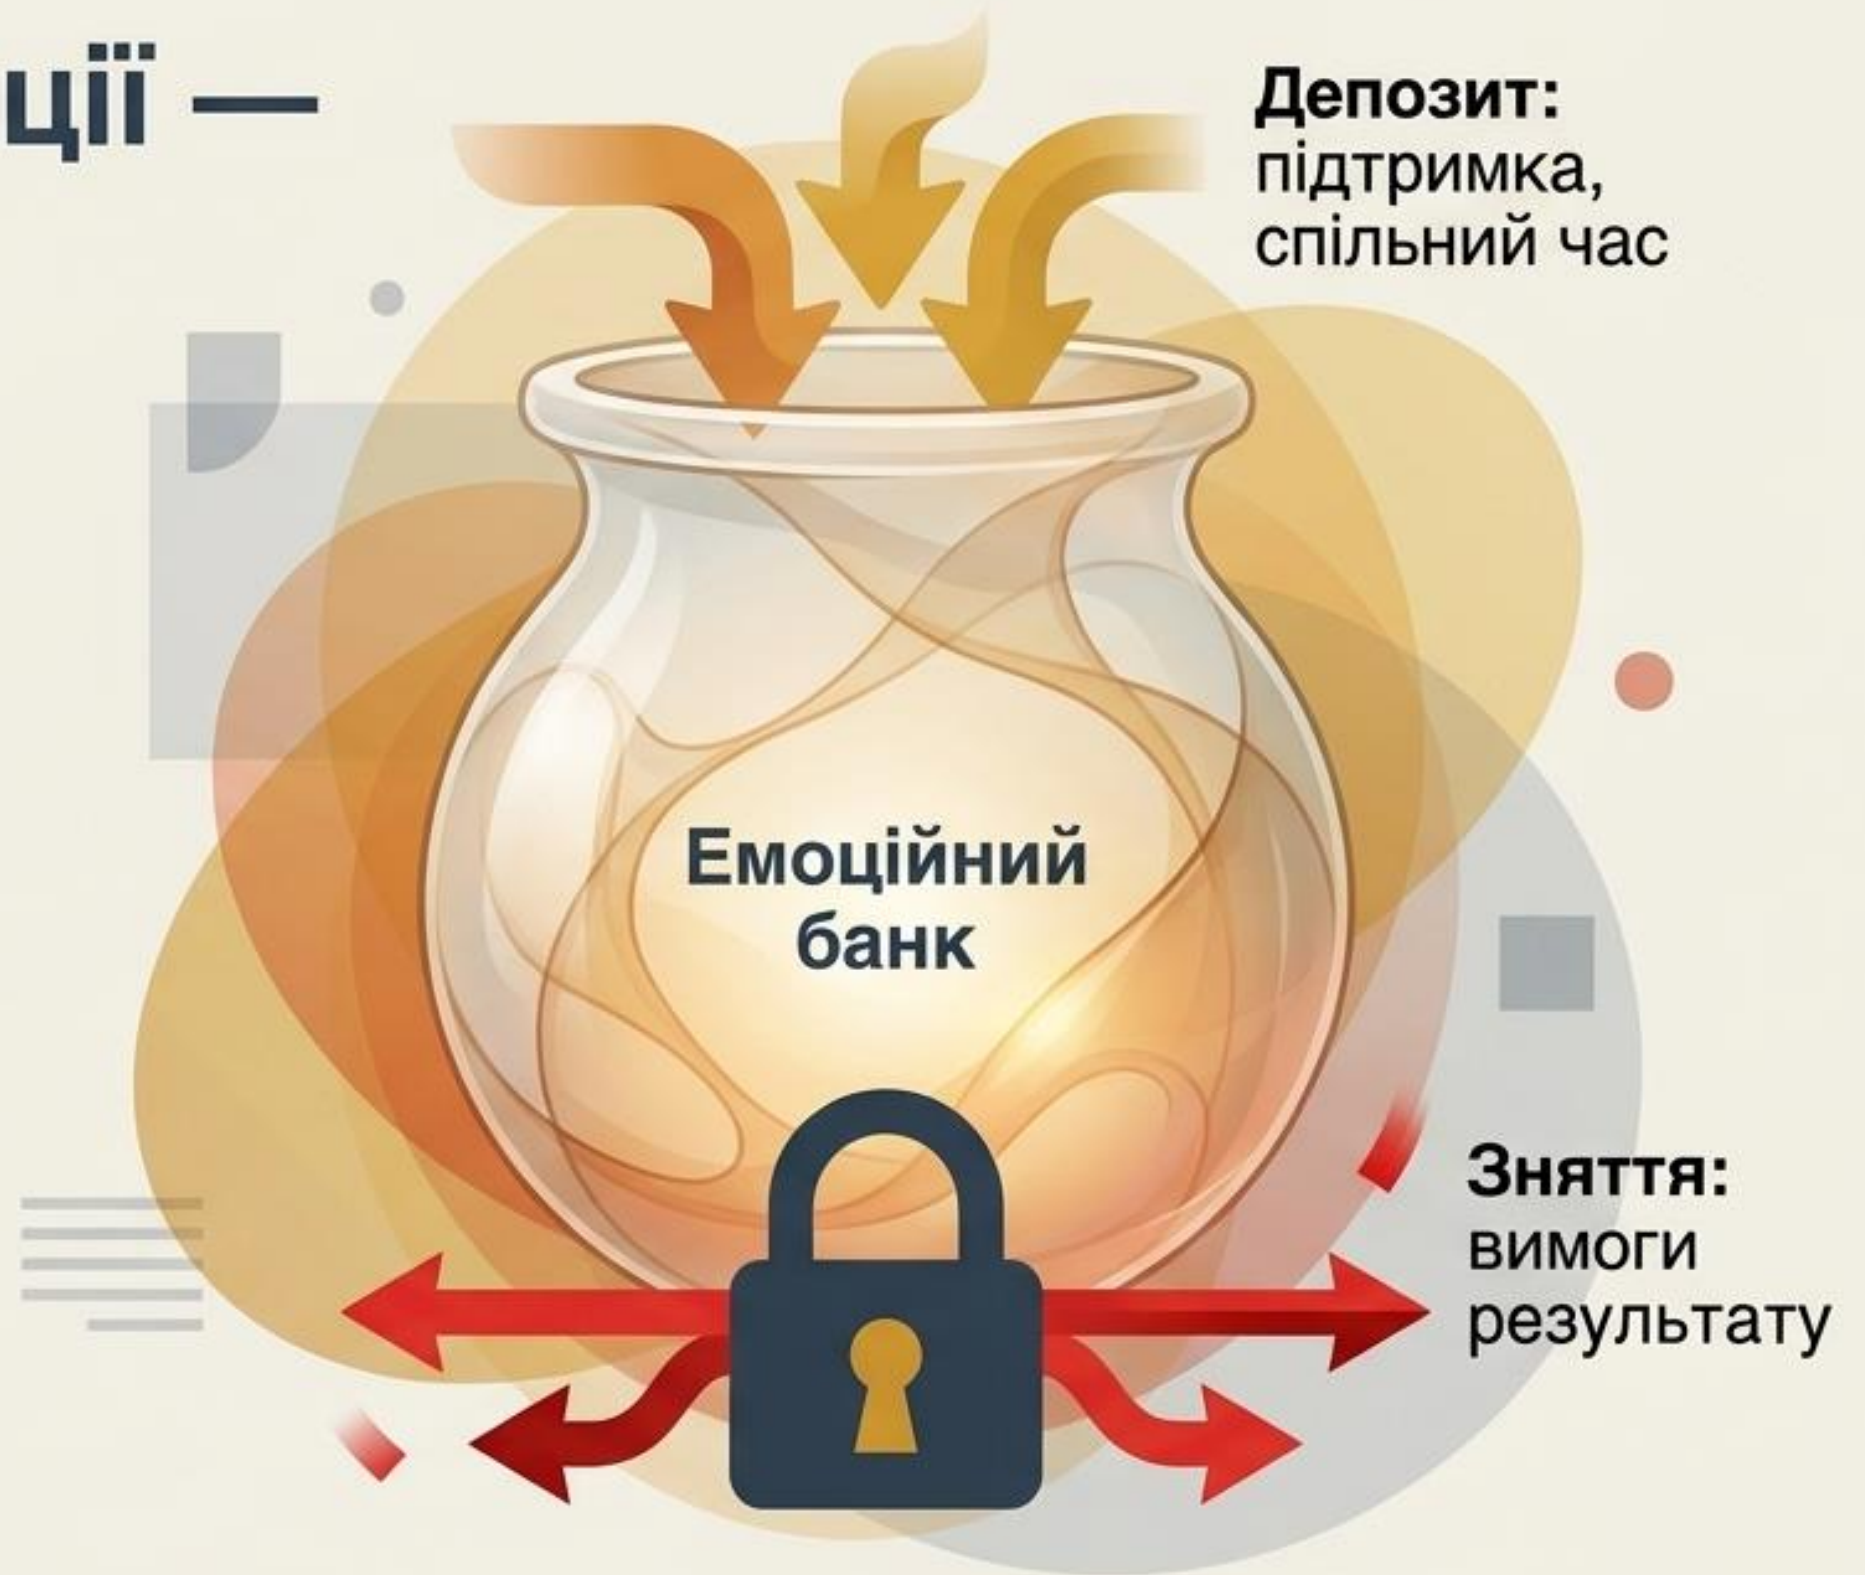 ції —
Депозит:
підтримка,
спільний час
Емоційний
банк
Зняття:
вимоги
результату